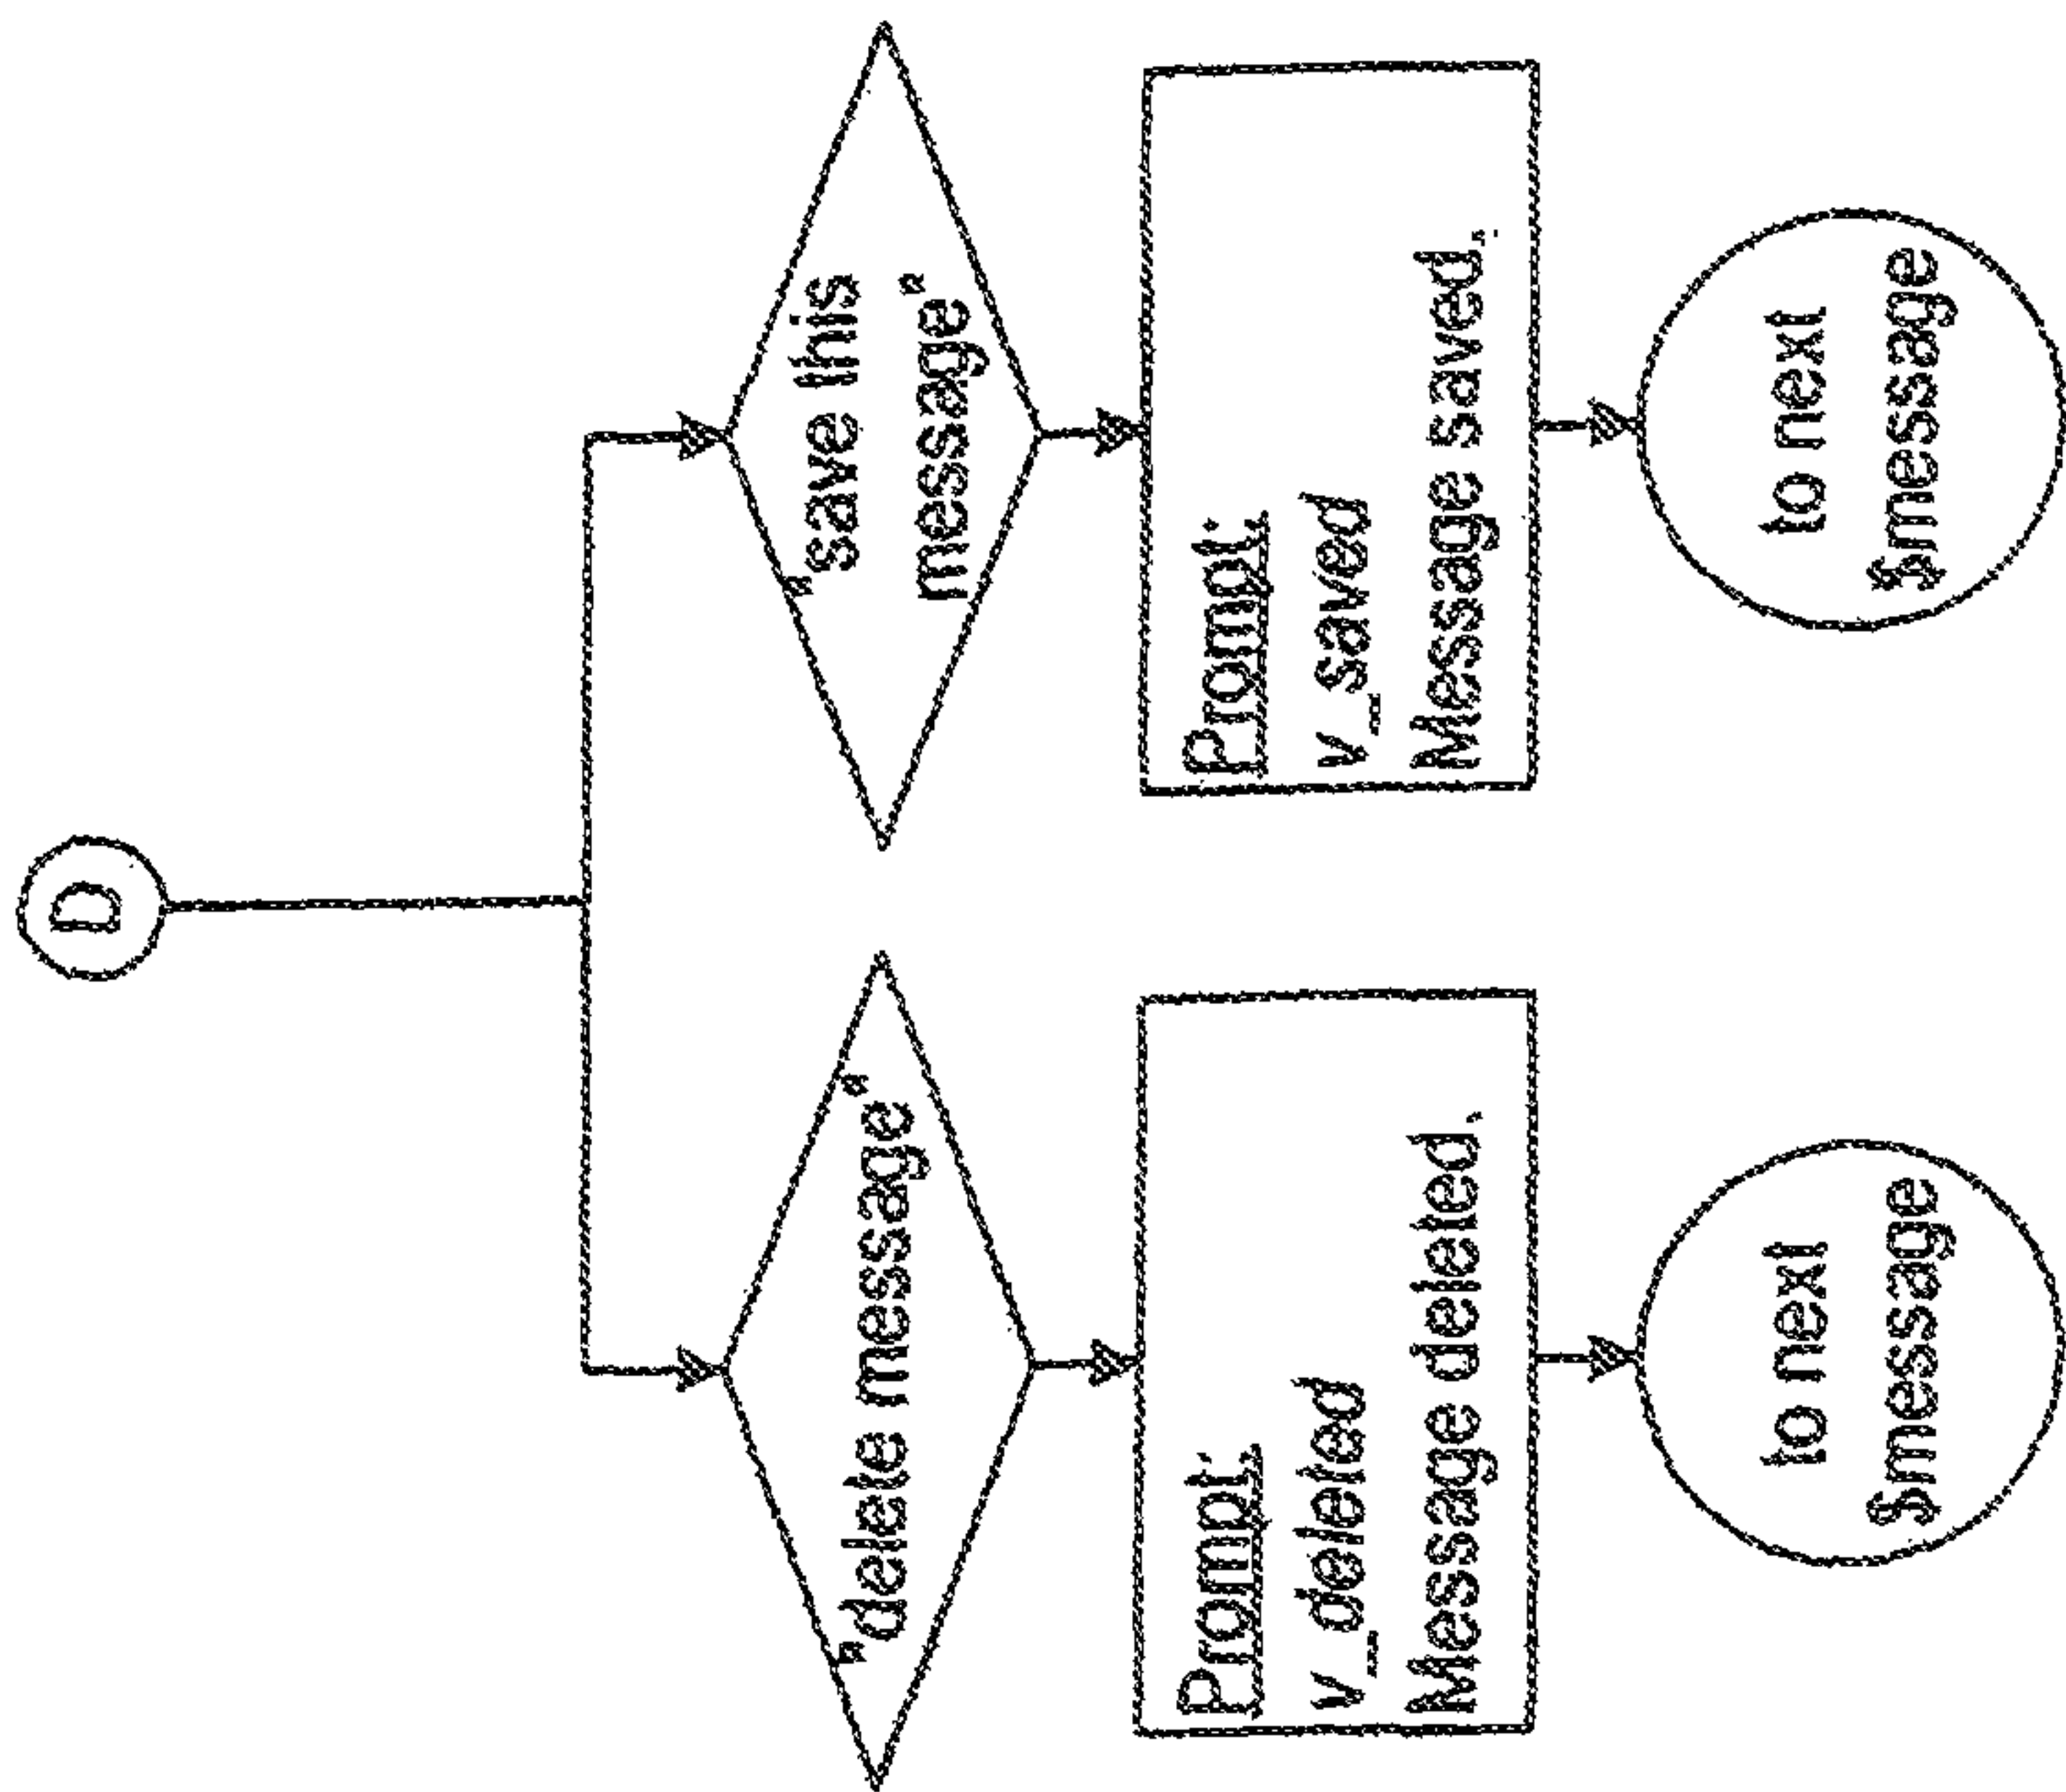 D
"delete message"
Prompt:
v_deleted
Message deleted.
to next
$message
"save this
message"
Prompt:
v_saved
Message saved.
to next
$message